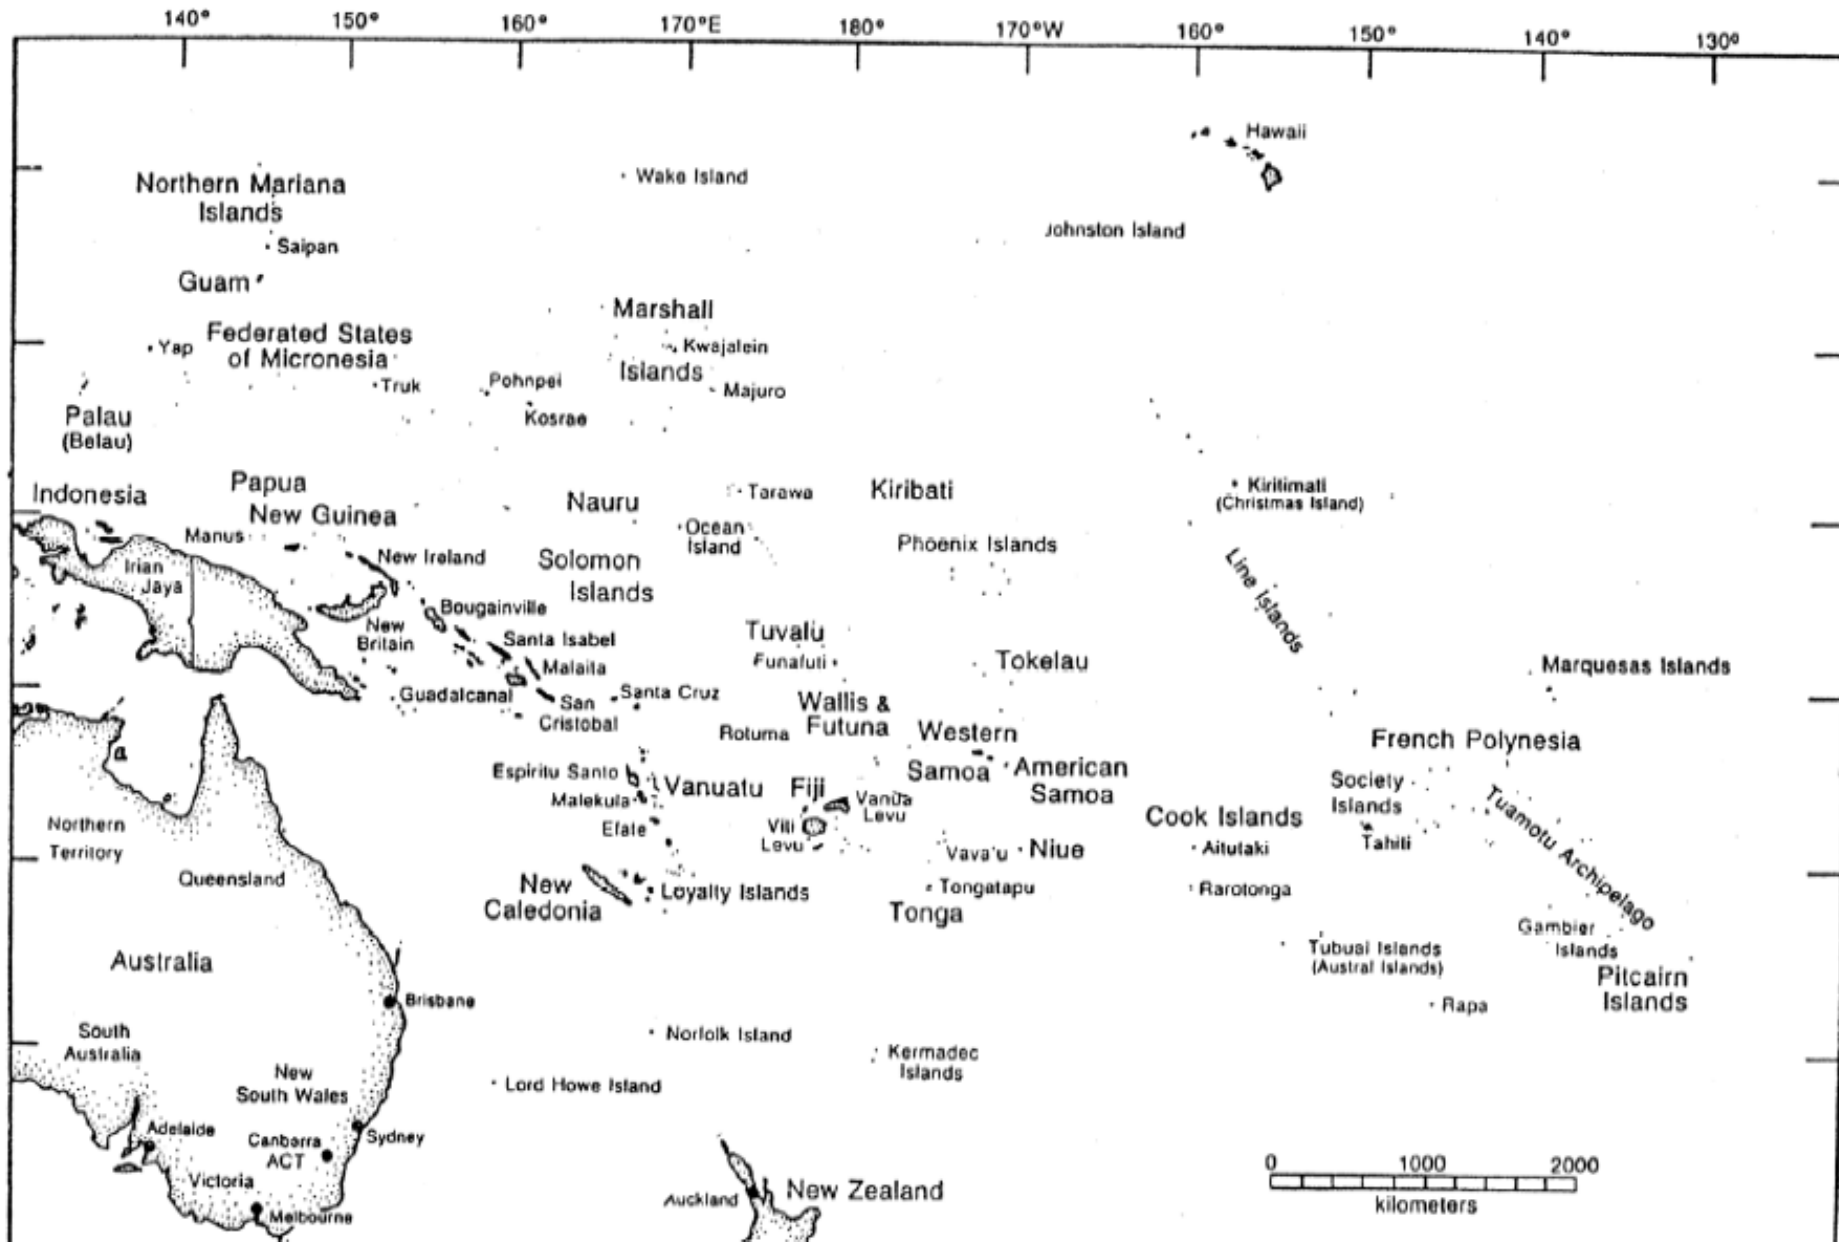 140°
150°
160°
170°E
180°
170°W
160°
150°
140°
130°
Hawaii
Northern Mariana
Islands
Wake Island
Johnston Island
Saipan
Guam
Marshall
Islands
Federated States
of Micronesia
Yap
Kwajalein
Truk
Pohnpei
Majuro
Kosrae
Palau
(Belau)
Indonesia
Papua
New Guinea
Nauru
Tarawa
Kiribati
Kiritimati
(Christmas Island)
Manus
Ocean
Island
Phoenix Islands
Irian
Jaya
New Ireland
Solomon
Islands
Line Islands
Bougainville
New
Britain
Santa Isabel
Malaita
Tuvalu
Funafuti
Tokelau
Marquesas Islands
Guadalcanal
San
Cristobal
Santa Cruz
Wallis &
Futuna
Rotuma
Western
Samoa
American
Samoa
French Polynesia
Espiritu Santo
Vanuatu
Malekula
Efate
Fiji
Vanua
Levu
Viti
Levu
Society
Islands
Tahiti
Tuamotu Archipelago
Cook Islands
Aitutaki
Vava'u
Niue
Northern
Territory
Queensland
New
Caledonia
Loyalty Islands
Tongatapu
Tonga
Rarotonga
Gambier
Islands
Tubuai Islands
(Austral Islands)
Pitcairn
Islands
Rapa
Australia
Brisbane
South
Australia
Norfolk Island
Kermadec
Islands
New
South Wales
Lord Howe Island
Adelaide
Canberra
ACT
Sydney
Victoria
Melbourne
Auckland
New Zealand
0 1000 2000
kilometers